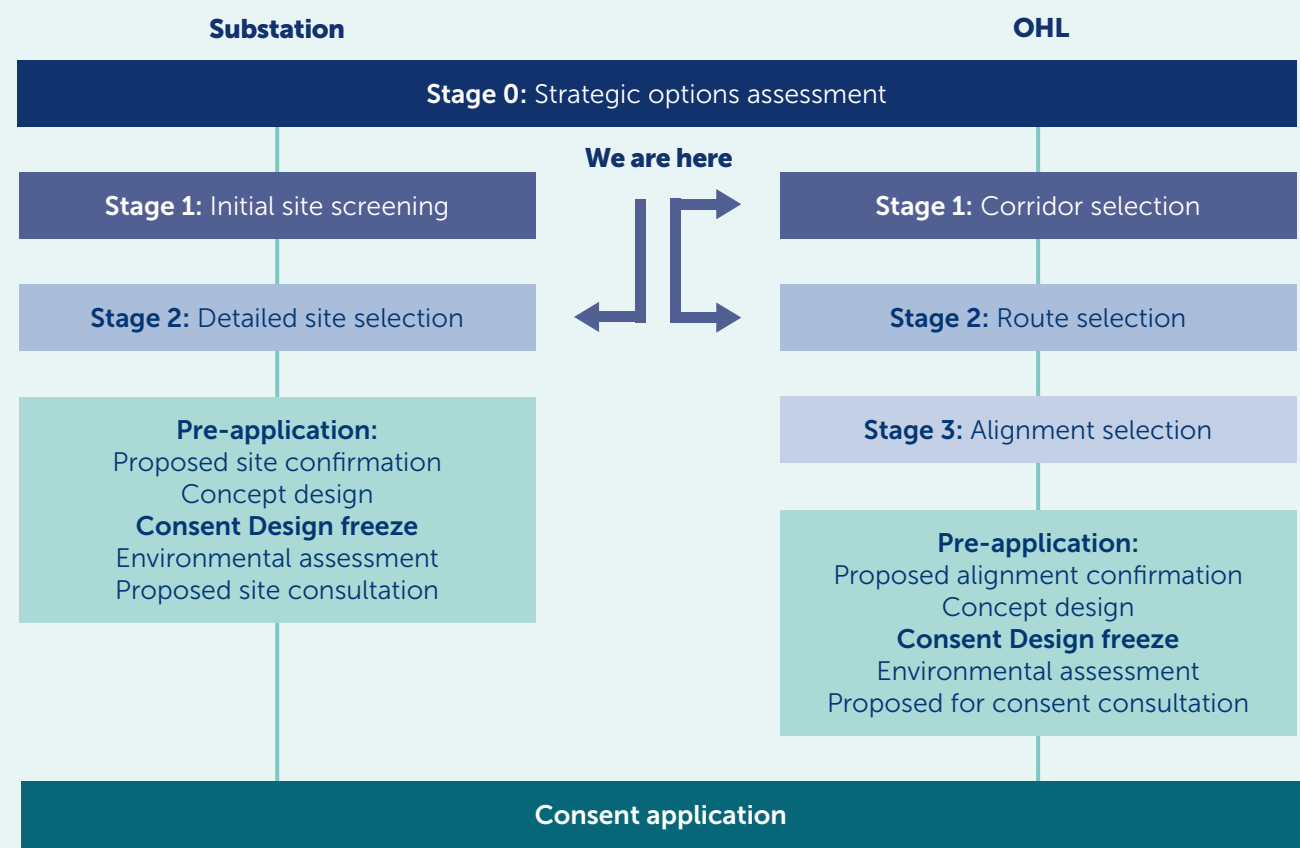 Substation
OHL
Stage 0: Strategic options assessment
We are here
Stage 1: Initial site screening
Stage 1: Corridor selection
Stage 2: Detailed site selection
Stage 2: Route selection
Pre-application:
Proposed site confirmation
Concept design
Consent Design freeze
Environmental assessment
Proposed site consultation
Stage 3: Alignment selection
Pre-application:
Proposed alignment confirmation
Concept design
Consent Design freeze
Environmental assessment
Proposed for consent consultation
Consent application